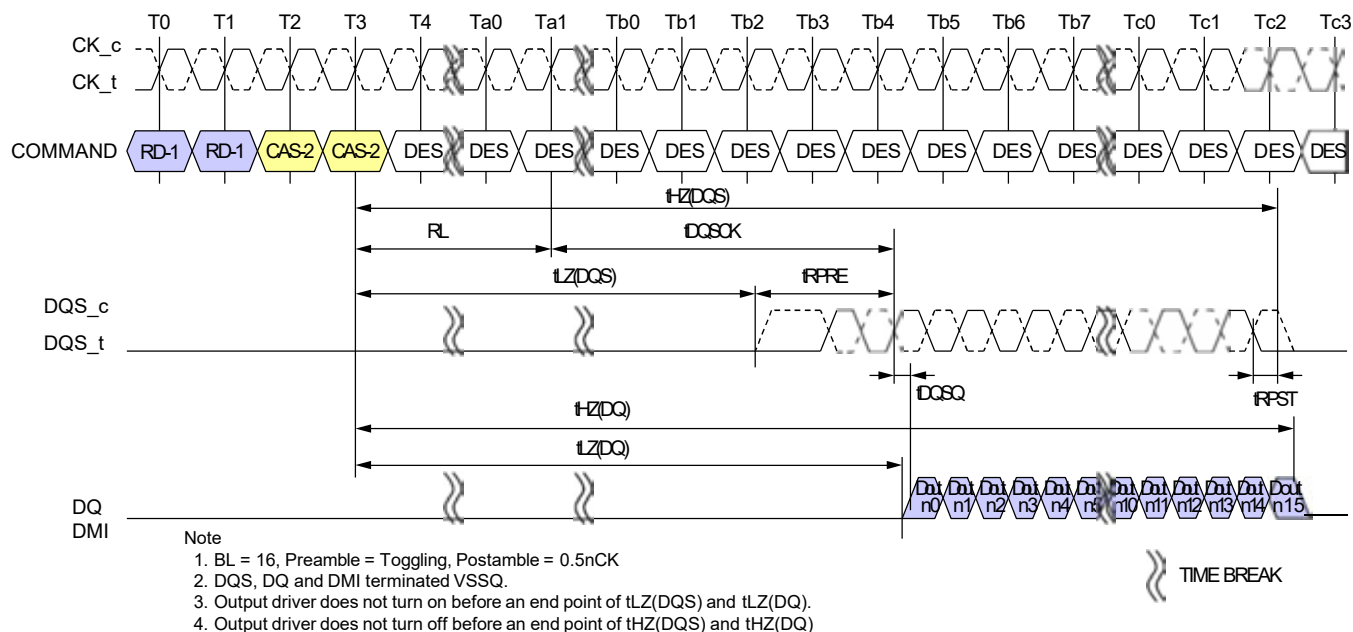 T0 T1 T2 T3 T4 Ta0 Ta1 Tb0 Tb1 Tb2 Tb3 Tb4 Tb5 Tb6 Tb7 Tc0 Tc1 Tc2 Tc3
CK_c
CK_t
COMMAND RD-1 RD-1 CAS-2 CAS-2 DES DES DES DES DES DES DES DES DES DES DES DES DES DES DES
tHZ(DQS)
RL tDQSCK
tLZ(DQS) tRPRE
DQS_c
DQS_t
tDQSQ tRPST
tHZ(DQ)
tLZ(DQ)
Dout Dout Dout Dout Dout Dout Dout Dout Dout Dout Dout Dout
n0 n1 n2 n3 n4 n5 n10 n11 n12 n13 n14 n15
DQ
DMI
Note
1. BL = 16, Preamble = Toggling, Postamble = 0.5nCK
2. DQS, DQ and DMI terminated VSSQ.
3. Output driver does not turn on before an end point of tLZ(DQS) and tLZ(DQ).
4. Output driver does not turn off before an end point of tHZ(DQS) and tHZ(DQ)
TIME BREAK